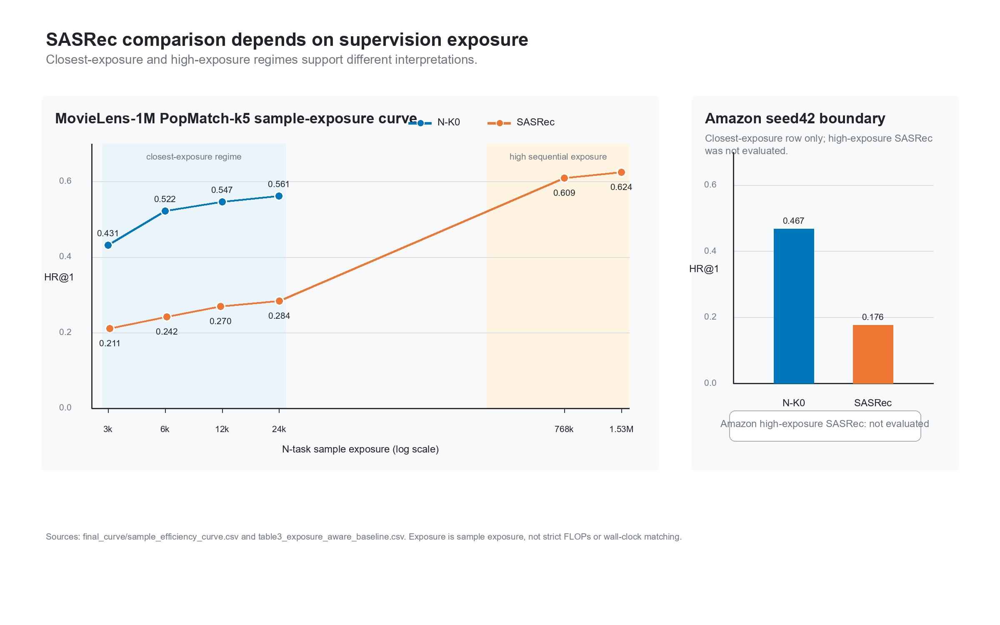 SASRec comparison depends on supervision exposure
Closest-exposure and high-exposure regimes support different interpretations.
MovieLens-1M PopMatch-k5 sample-exposure curve
N-K0
SASRec
closest-exposure regime
high sequential exposure
0.6
0.4
HR@1
0.2
0.0
0.431
0.522
0.547
0.561
0.609
0.624
0.211
0.242
0.270
0.284
3k
6k
12k
24k
768k
1.53M
N-task sample exposure (log scale)
Amazon seed42 boundary
Closest-exposure row only; high-exposure SASRec
was not evaluated.
0.6
0.4
HR@1
0.2
0.0
0.467
0.176
N-K0
SASRec
Amazon high-exposure SASRec: not evaluated
Sources: final_curve/sample_efficiency_curve.csv and table3_exposure_aware_baseline.csv. Exposure is sample exposure, not strict FLOPs or wall-clock matching.